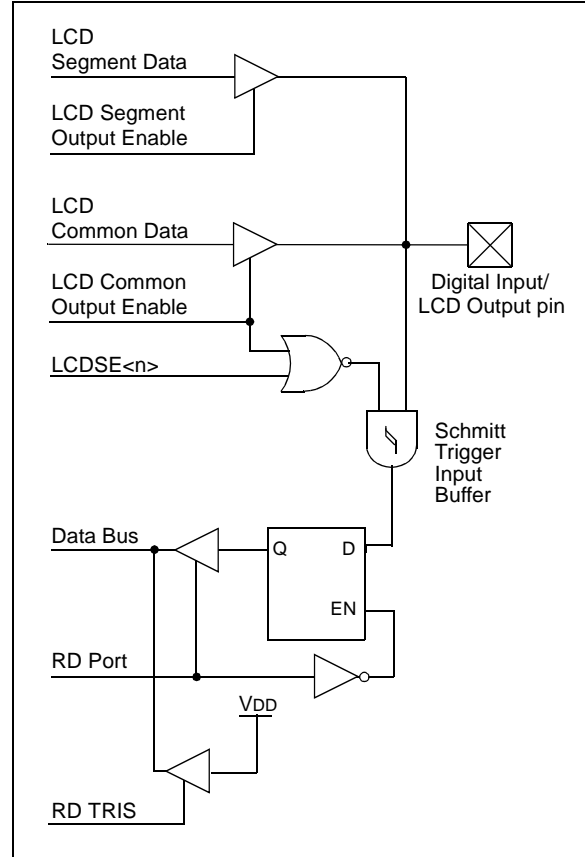 LCD
Segment Data
LCD Segment
Output Enable
LCD
Common Data
LCD Common
Output Enable
Digital Input/
LCD Output pin
LCDSE<n>
Schmitt
Trigger
Input
Buffer
Data Bus
Q
D
EN
RD Port
VDD
RD TRIS